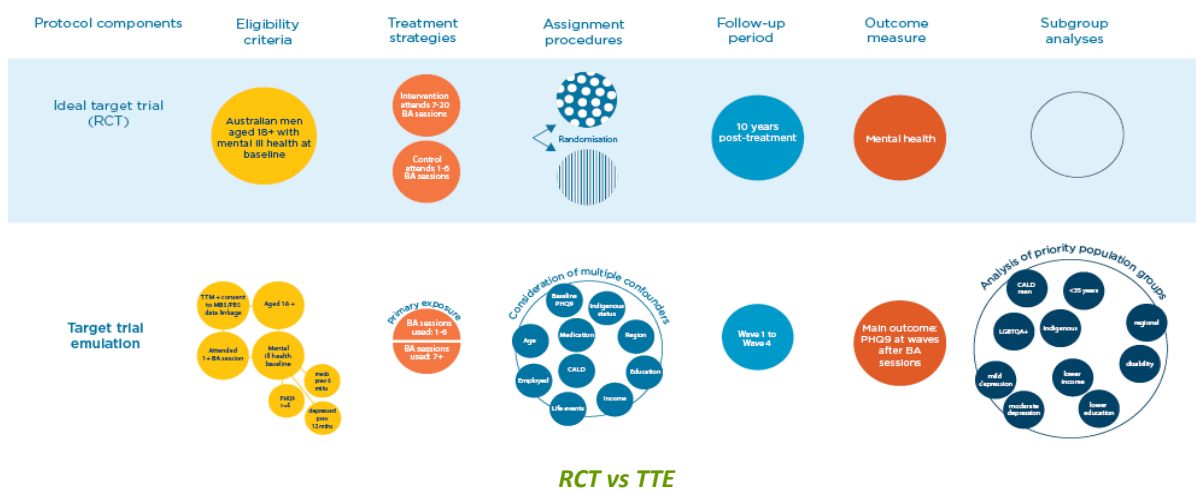 Protocol components
Eligibility
criteria
Treatment
strategies
Assignment
procedures
Follow-up
period
Outcome
measure
Subgroup
analyses
Ideal target trial
(RCT)
Australian men
aged 18+ with
mental ill health at
baseline
Intervention
attends 7-20
BA sessions
Control
attends 1-6
BA sessions
Randomisation
10 years
post-treatment
Mental health
Target trial
emulation
TTM + consent
to MBS/PBS
data linkage
Aged 18 +
Attended
1+ BA session
Mental
ill health
baseline
meds
prev 6
mths
PHQ9
>=5
depressed
prev
12 mths
Primary exposure
BA sessions
used: 1-6
BA sessions
used: 7+
Consideration of multiple confounders
Baseline
PHQ9
Indigenous
status
Age
Medication
Region
CALD
Employed
Education
Life events
Income
Wave 1 to
Wave 4
Main outcome:
PHQ9 at waves
after BA
sessions
Analysis of priority population groups
CALD
men
<35 years
LGBTQA+
Indigenous
regional
disability
mild
depression
lower
income
moderate
depression
lower
education
RCT vs TTE